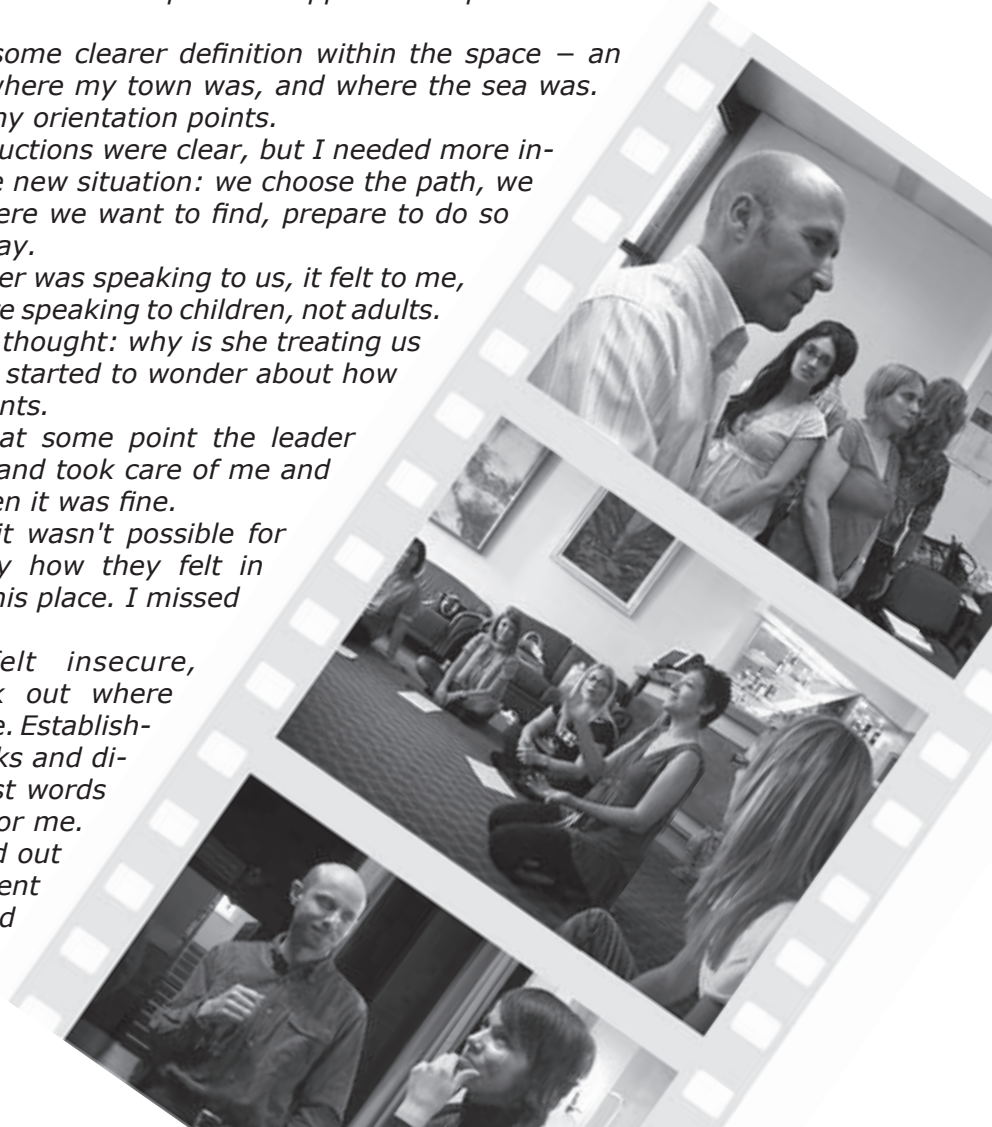 some clearer definition within the space – an
where my town was, and where the sea was.
my orientation points.
uctions were clear, but I needed more in-
e new situation: we choose the path, we
ere we want to find, prepare to do so
ay.
er was speaking to us, it felt to me,
e speaking to children, not adults.
thought: why is she treating us
started to wonder about how
nts.
at some point the leader
and took care of me and
en it was fine.
it wasn't possible for
y how they felt in
his place. I missed
felt insecure,
k out where
e. Establish-
ks and di-
st words
or me.
d out
ent
d